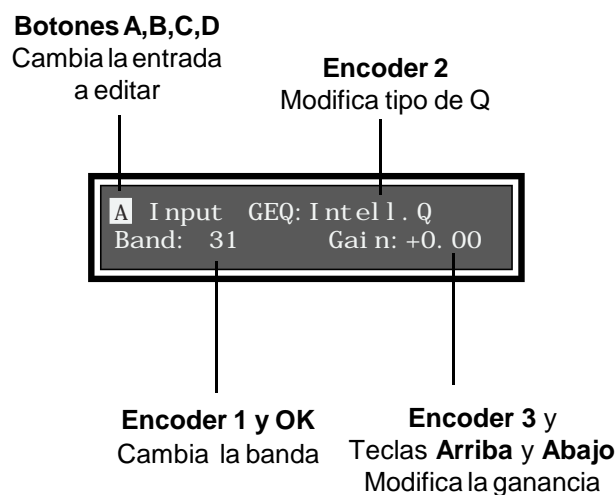 Botones A,B,C,D
Cambia la entrada
a editar
Encoder 2
Modifica tipo de Q
A Input GEQ: Intell. Q
Band: 31 Gain: +0.00
Encoder 1 y OK
Cambia la banda
Encoder 3 y
Teclas Arriba y Abajo
Modifica la ganancia